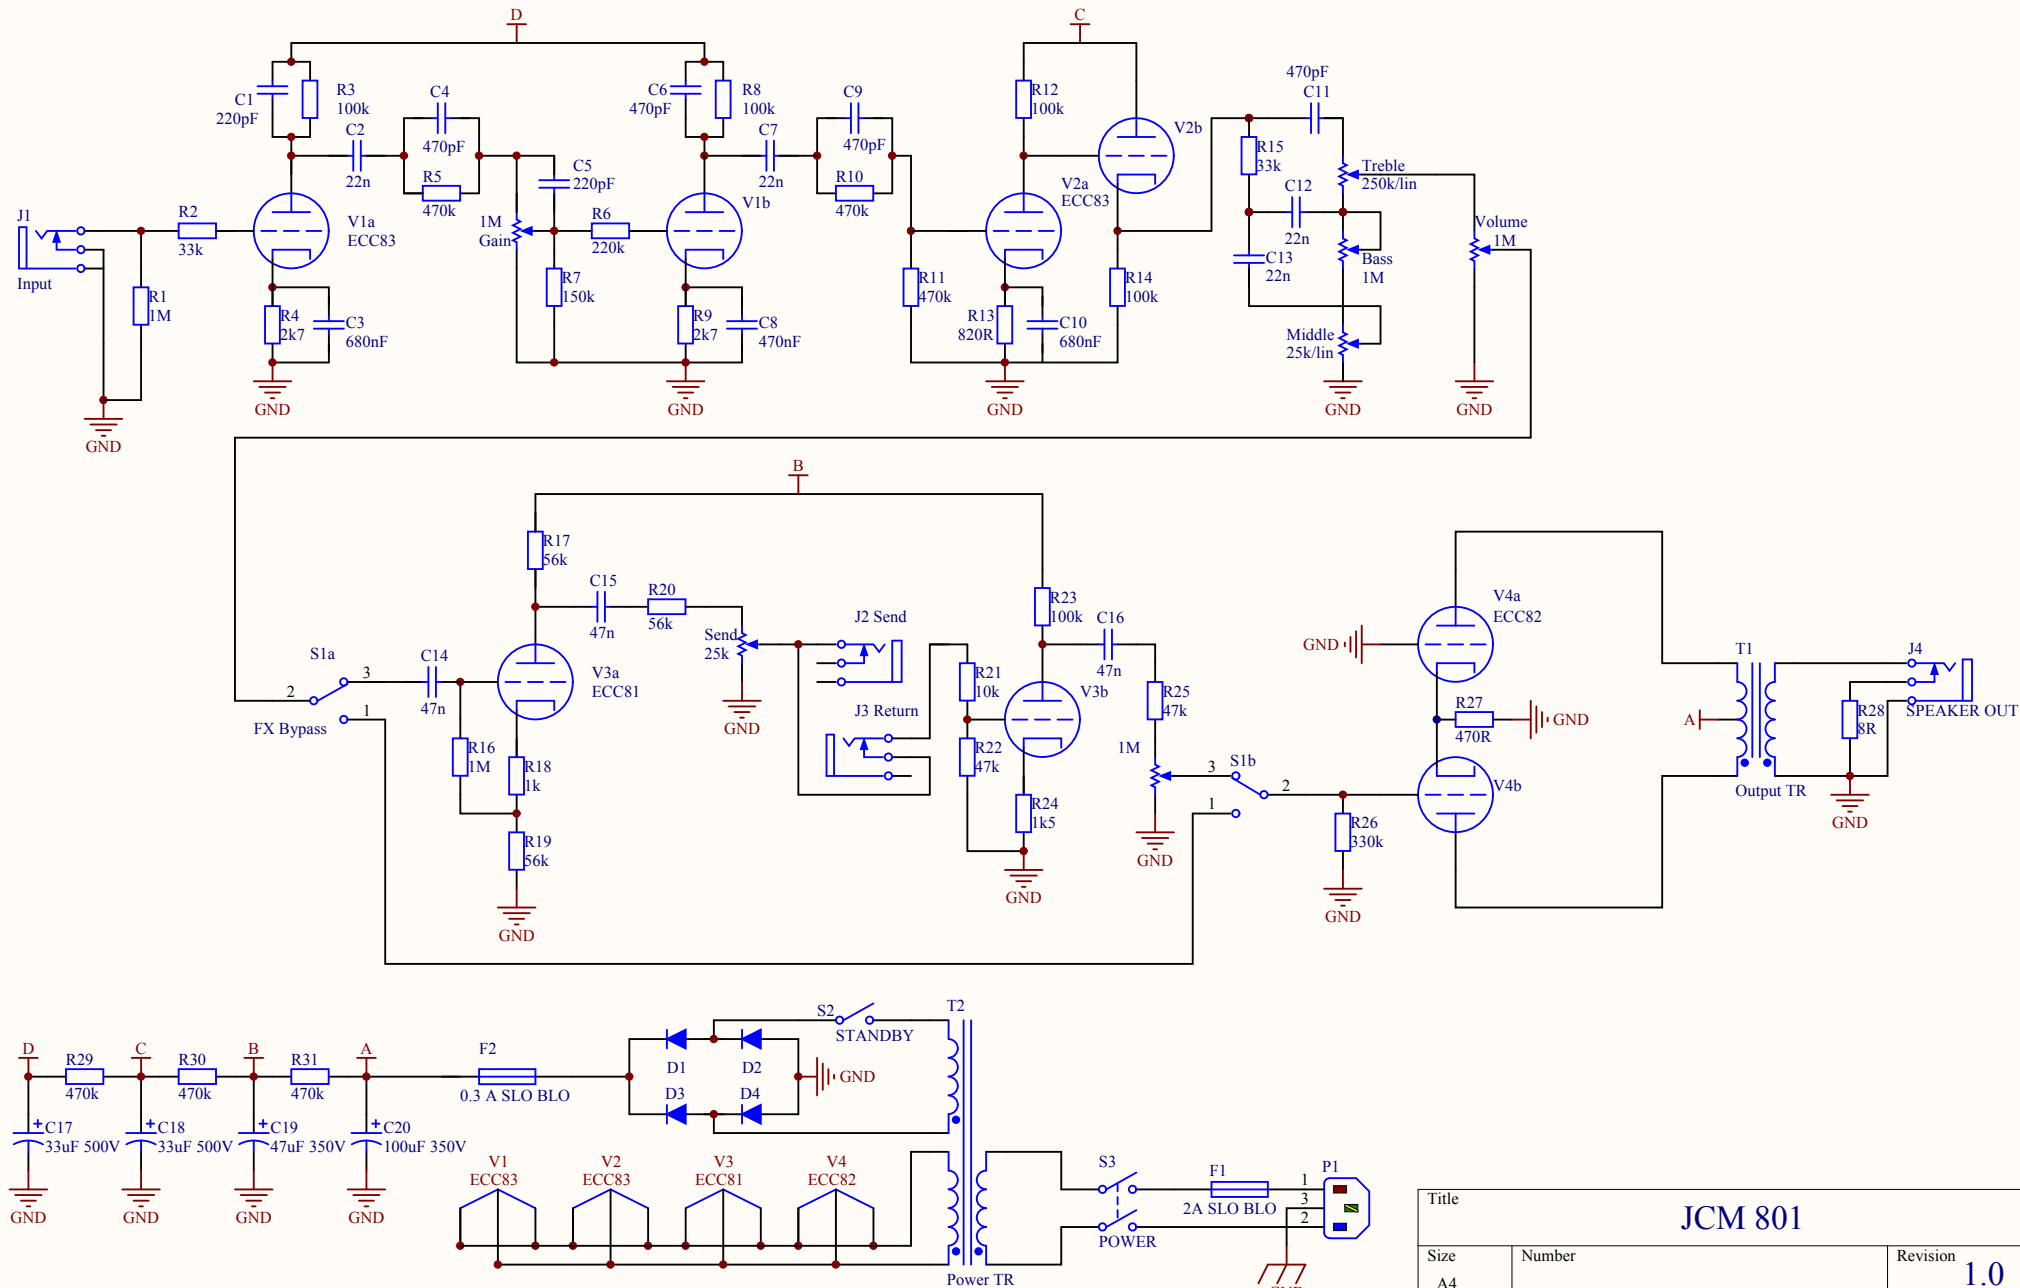 D
C
C1
220pF
R3
100k
C2
22n
C4
470pF
R5
470k
C5
220pF
C6
470pF
R8
100k
C7
22n
C9
470pF
R10
470k
R12
100k
V2b
470pF
C11
R15
33k
Treble
250k/lin
C12
22n
J1
Input
R2
33k
V1a
ECC83
1M
Gain
R6
220k
V1b
V2a
ECC83
Volume
1M
C13
22n
Bass
1M
R1
1M
R4
2k7
C3
680nF
R7
150k
R9
2k7
C8
470nF
R11
470k
R13
820R
C10
680nF
R14
100k
Middle
25k/lin
GND
GND
GND
GND
GND
GND
B
R17
56k
C15
47n
R20
56k
Send
25k
J2 Send
R23
100k
C16
47n
V4a
ECC82
GND
S1a
3
2
1
FX Bypass
C14
47n
V3a
ECC81
GND
J3 Return
R21
10k
V3b
R25
47k
R27
470R
GND
T1
A
Output TR
J4
R28
8R
SPEAKER OUT
GND
R16
1M
R18
1k
R22
47k
1M
3
S1b
2
1
V4b
R24
1k5
R26
330k
R19
56k
GND
GND
GND
GND
D
R29
470k
C
R30
470k
B
R31
470k
A
F2
0.3 A SLO BLO
D1
D2
D3
D4
GND
S2
STANDBY
T2
+
C17
33uF 500V
+
C18
33uF 500V
+
C19
47uF 350V
+
C20
100uF 350V
GND
GND
GND
GND
V1
ECC83
V2
ECC83
V3
ECC81
V4
ECC82
Power TR
S3
POWER
F1
2A SLO BLO
P1
1
3
2
Title
JCM 801
Size
A4
Number
Revision
1.0